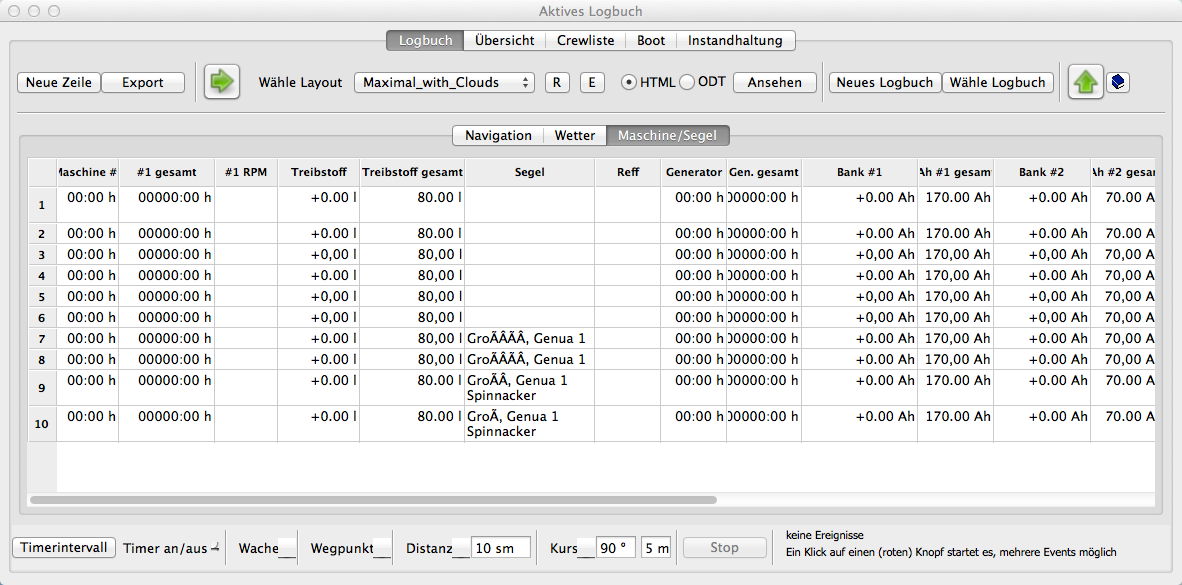 Aktives Logbuch
Logbuch Übersicht Crewliste Boot Instandhaltung
Neue Zeile Export Wähle Layout Maximal_with_Clouds R E HTML ODT Ansehen Neues Logbuch Wähle Logbuch
Navigation Wetter Maschine/Segel
Maschine # #1 gesamt #1 RPM Treibstoff Treibstoff gesamt Segel Reff Generator Gen. gesamt Bank #1 Ah #1 gesam Bank #2 Ah #2 gesar
1 00:00 h 00000:00 h +0.00 l 80.00 l 00:00 h 00000:00 h +0.00 Ah 170.00 Ah +0.00 Ah 70.00 A
2 00:00 h 00000:00 h +0.00 l 80.00 l 00:00 h 00000:00 h +0.00 Ah 170.00 Ah +0.00 Ah 70.00 A
3 00:00 h 00000:00 h +0,00 l 80,00 l 00:00 h 00000:00 h +0,00 Ah 170,00 Ah +0,00 Ah 70,00 A
4 00:00 h 00000:00 h +0,00 l 80,00 l 00:00 h 00000:00 h +0,00 Ah 170,00 Ah +0,00 Ah 70,00 A
5 00:00 h 00000:00 h +0,00 l 80,00 l 00:00 h 00000:00 h +0,00 Ah 170,00 Ah +0,00 Ah 70,00 A
6 00:00 h 00000:00 h +0,00 l 80,00 l 00:00 h 00000:00 h +0,00 Ah 170,00 Ah +0,00 Ah 70,00 A
7 00:00 h 00000:00 h +0.00 l 80,00 l GroÃÂÃÂ, Genua 1 00:00 h 00000:00 h +0.00 Ah 170,00 Ah +0.00 Ah 70,00 A
8 00:00 h 00000:00 h +0.00 l 80,00 l GroÃÂÃÂ, Genua 1 00:00 h 00000:00 h +0.00 Ah 170,00 Ah +0.00 Ah 70,00 A
9 00:00 h 00000:00 h +0.00 l 80.00 l GroÃÂ, Genua 1 00:00 h 00000:00 h +0.00 Ah 170.00 Ah +0.00 Ah 70.00 A
Spinnacker
10 00:00 h 00000:00 h +0.00 l 80.00 l GroÃ, Genua 1 00:00 h 00000:00 h +0.00 Ah 170.00 Ah +0.00 Ah 70.00 A
Spinnacker
Timerintervall Timer an/aus Wache Wegpunkt Distanz 10 sm Kurs 90 ° 5 m Stop
keine Ereignisse
Ein Klick auf einen (roten) Knopf startet es, mehrere Events möglich